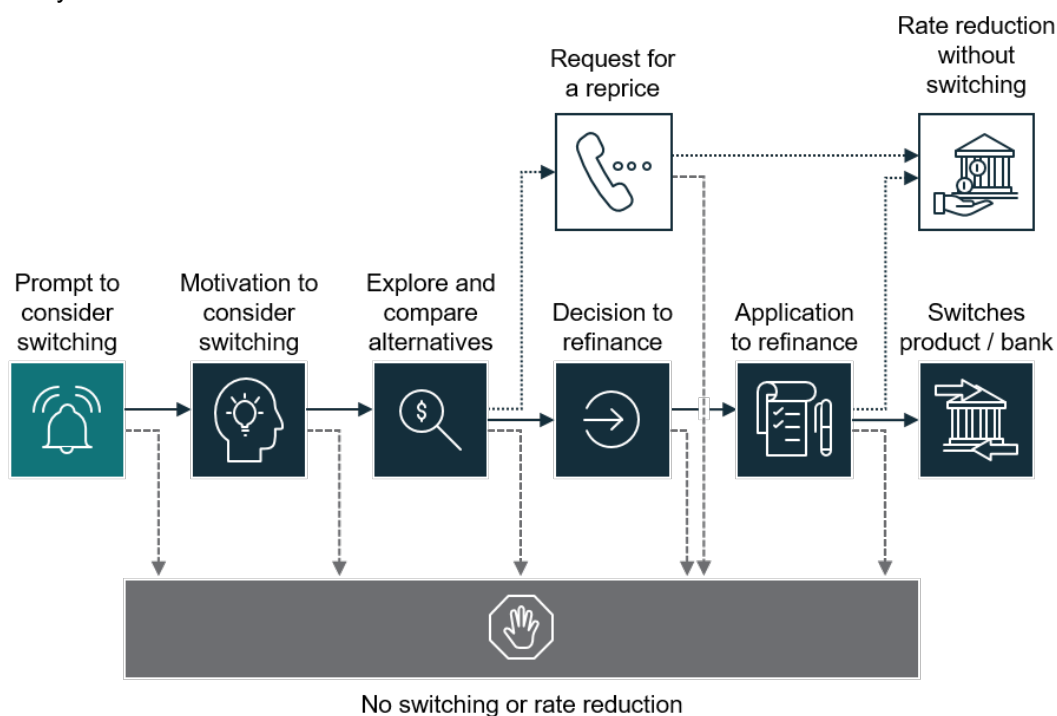 Rate reduction
without
switching
Request for
a reprice
Prompt to
consider
switching
Motivation to
consider
switching
Explore and
compare
alternatives
Decision to
refinance
Application
to refinance
Switches
product / bank
$
No switching or rate reduction